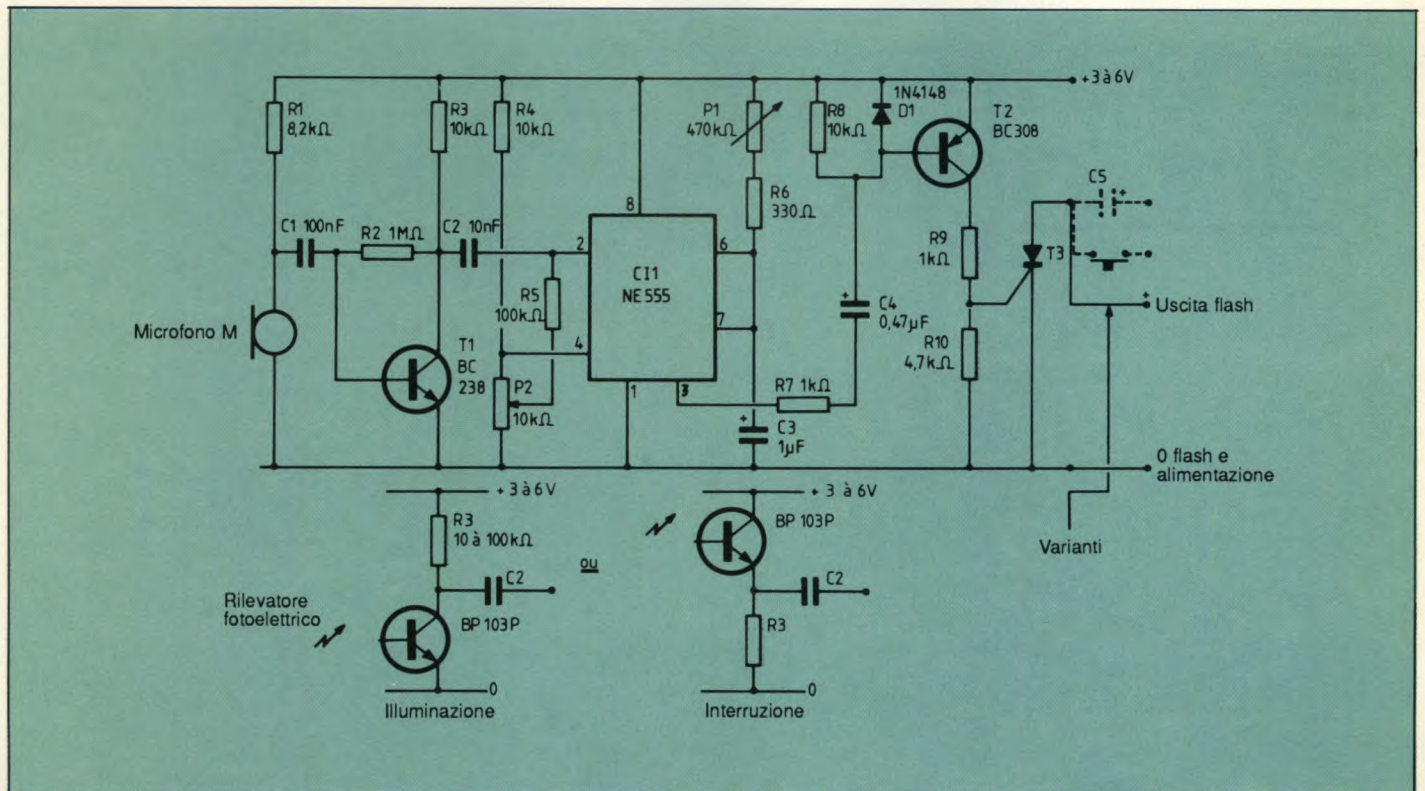 +3 à 6V
1N4148
D1
R1
8,2kΩ
R3
10kΩ
R4
10kΩ
P1
470kΩ
R8
10kΩ
T2
BC308
C5
+
8
R6
330Ω
C1 100nF
R2 1MΩ
C2 10nF
2
6
R9
1kΩ
T3
CI1
NE555
R5
100kΩ
+
C4
0,47µF
+
Uscita flash
Microfono M
7
T1
BC
238
4
P2
10kΩ
R10
4,7kΩ
1
3
R7 1kΩ
+
C3
1µF
0 flash e
alimentazione
+ 3 à 6V
+ 3 à 6V
R3
10 à 100kΩ
BP 103P
Varianti
ou
C2
C2
Rilevatore
fotoelettrico
BP 103P
R3
0
0
Illuminazione
Interruzione